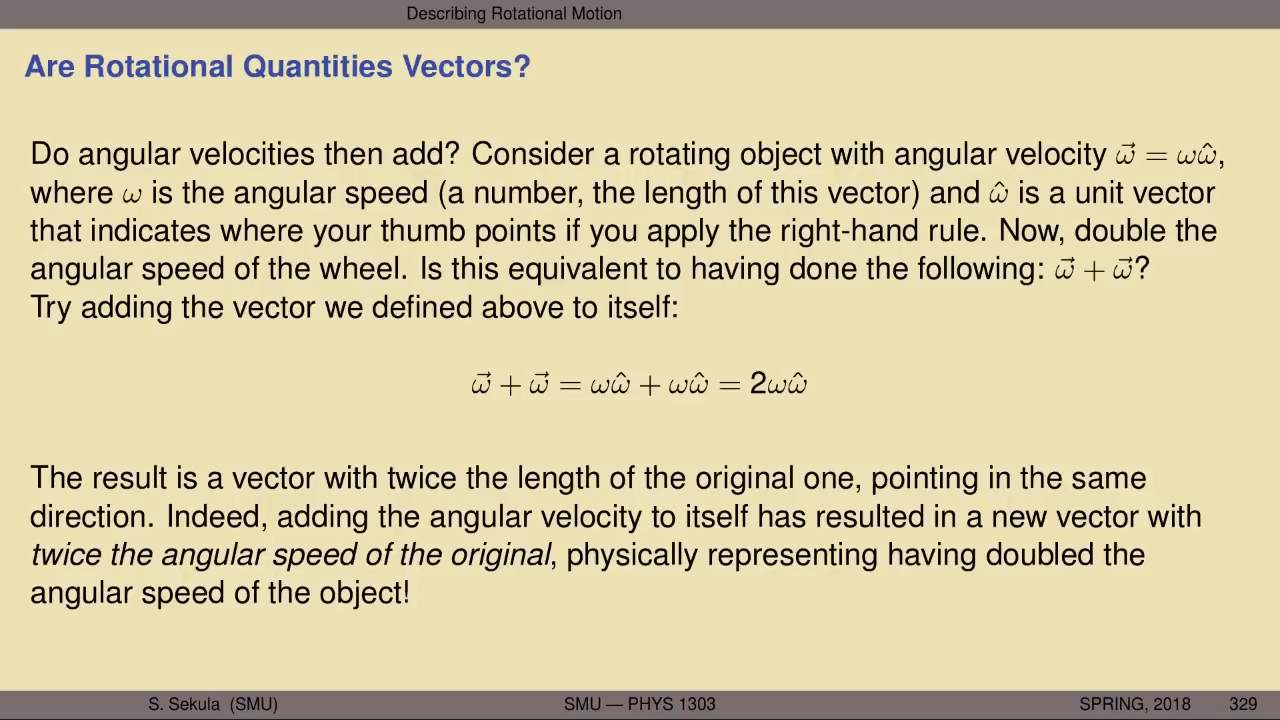 Describing Rotational Motion
Are Rotational Quantities Vectors?
Do angular velocities then add? Consider a rotating object with angular velocity ω⃗ = ωω̂,
where ω is the angular speed (a number, the length of this vector) and ω̂ is a unit vector
that indicates where your thumb points if you apply the right-hand rule. Now, double the
angular speed of the wheel. Is this equivalent to having done the following: ω⃗ + ω⃗?
Try adding the vector we defined above to itself:
ω⃗ + ω⃗ = ωω̂ + ωω̂ = 2ωω̂
The result is a vector with twice the length of the original one, pointing in the same
direction. Indeed, adding the angular velocity to itself has resulted in a new vector with
twice the angular speed of the original, physically representing having doubled the
angular speed of the object!
S. Sekula (SMU) SMU — PHYS 1303 SPRING, 2018 329